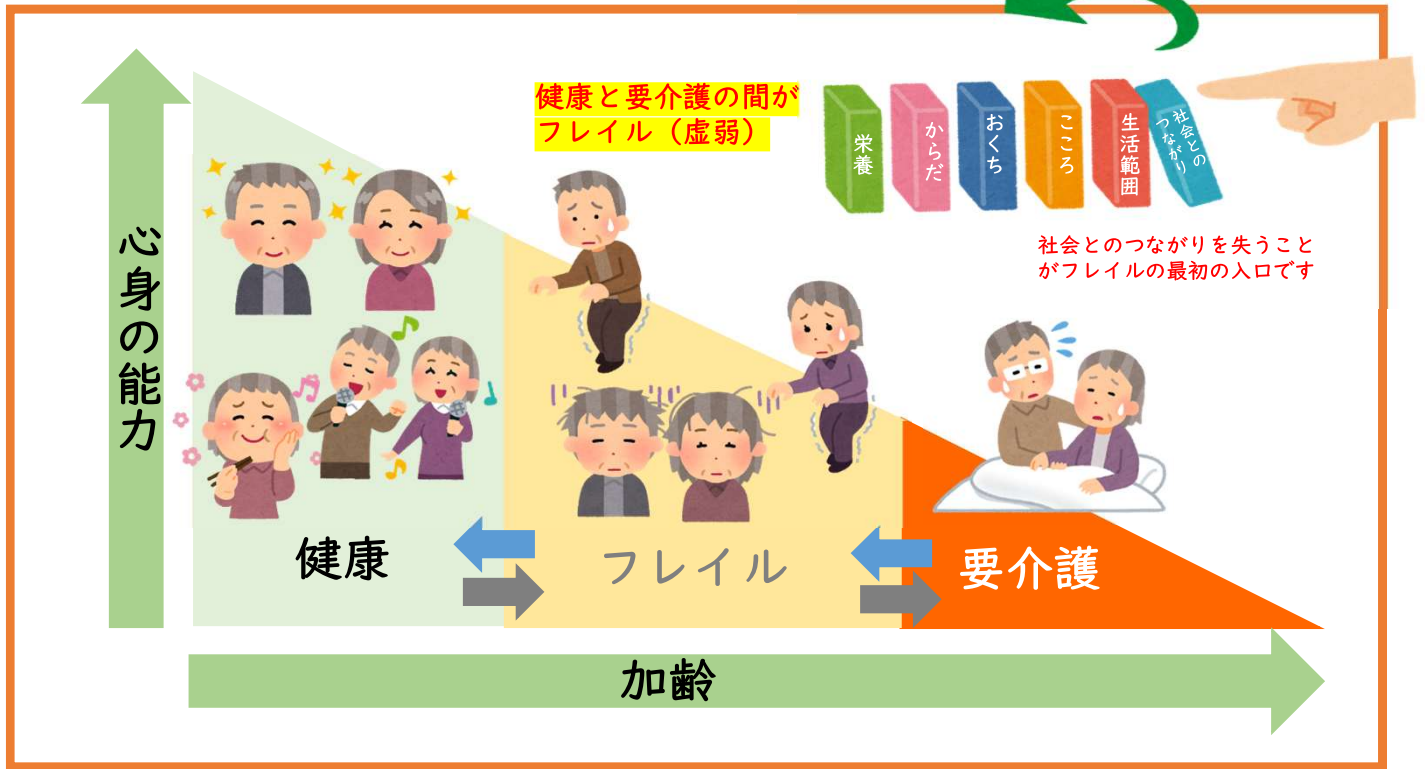 健康と要介護の間が
フレイル（虚弱）
栄養
からだ
おくち
こころ
生活範囲
社会との
つながり
社会とのつながりを失うこと
がフレイルの最初の入口です
心身の能力
健康
フレイル
要介護
加齢